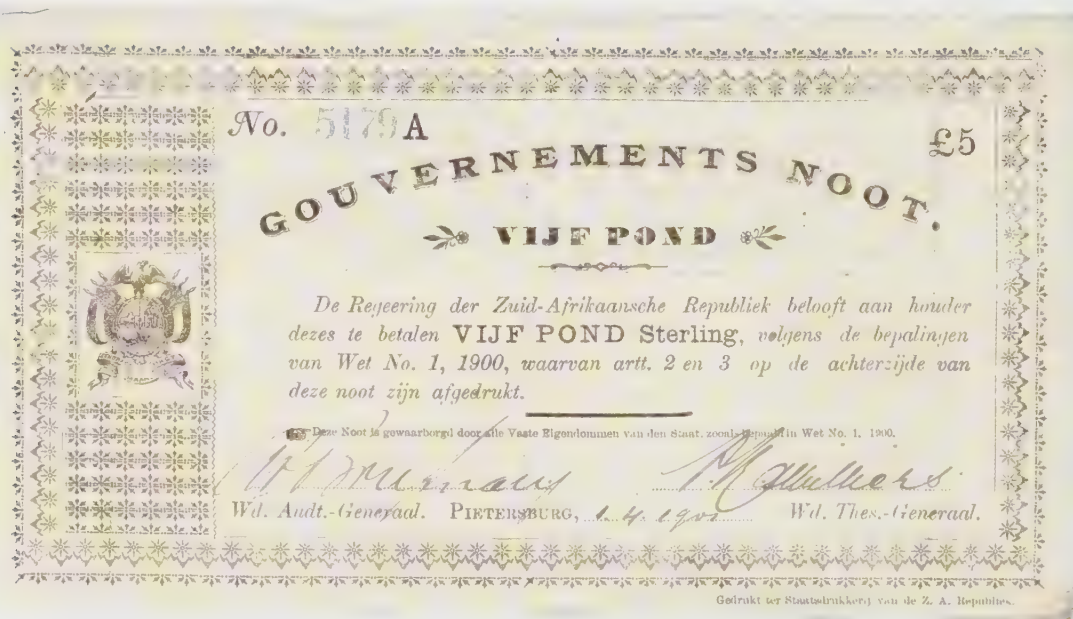 No. 5179 A
£5
GOUVERNEMENTS NOOT.
VIJF POND
De Regeering der Zuid-Afrikaansche Republiek belooft aan houder
dezes te betalen VIJF POND Sterling, volgens de bepalingen
van Wet No. 1, 1900, waarvan artt. 2 en 3 op de achterzijde van
deze noot zijn afgedrukt.
Deze Noot is gewaarborgd door alle Vaste Eigendommen van den Staat, zooals bepaald in Wet No. 1, 1900.
Wd. Audt.-Generaal. PIETERSBURG, 1.4.1901 Wd. Thes.-Generaal.
Gedrukt ter Staatsdrukkerij van de Z. A. Republiek.